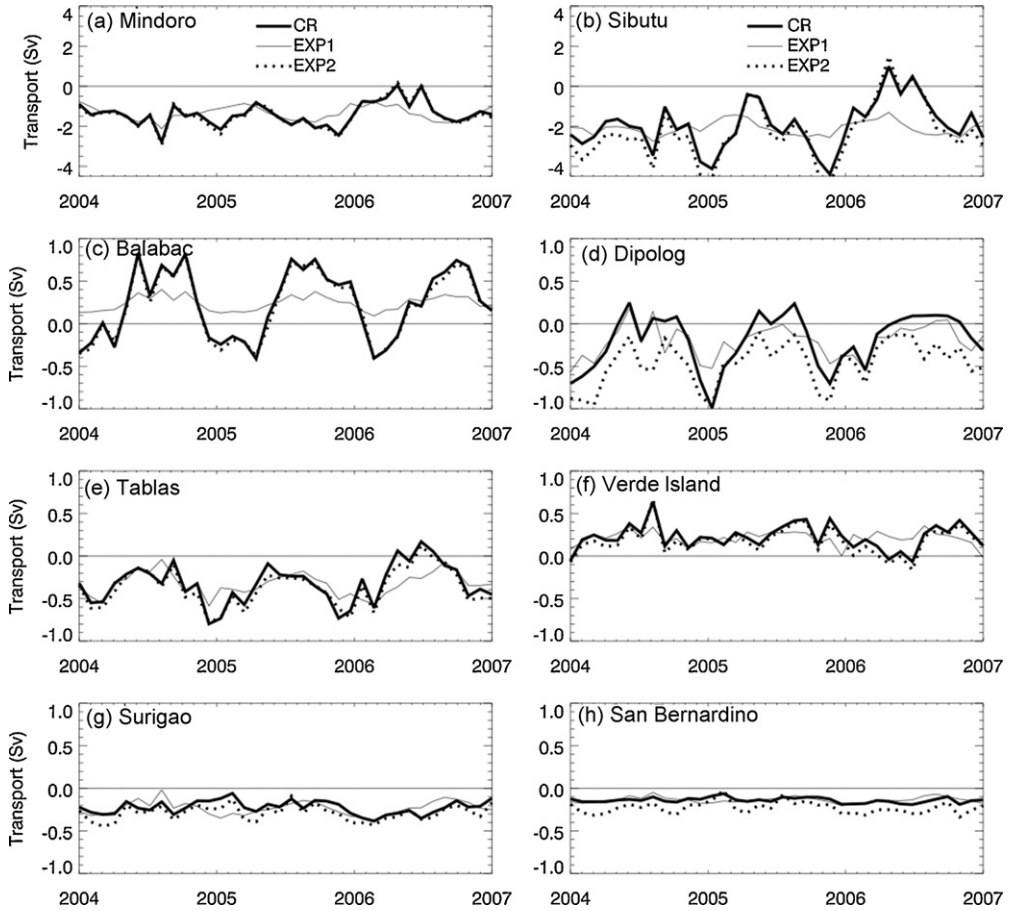 (a) Mindoro
CR
EXP1
EXP2
Transport (Sv)
4
2
0
-2
-4
2004 2005 2006 2007
(b) Sibutu
CR
EXP1
EXP2
4
2
0
-2
-4
2004 2005 2006 2007
(c) Balabac
Transport (Sv)
1.0
0.5
0.0
-0.5
-1.0
2004 2005 2006 2007
(d) Dipolog
1.0
0.5
0.0
-0.5
-1.0
2004 2005 2006 2007
(e) Tablas
Transport (Sv)
1.0
0.5
0.0
-0.5
-1.0
2004 2005 2006 2007
(f) Verde Island
1.0
0.5
0.0
-0.5
-1.0
2004 2005 2006 2007
(g) Surigao
Transport (Sv)
1.0
0.5
0.0
-0.5
-1.0
2004 2005 2006 2007
(h) San Bernardino
1.0
0.5
0.0
-0.5
-1.0
2004 2005 2006 2007